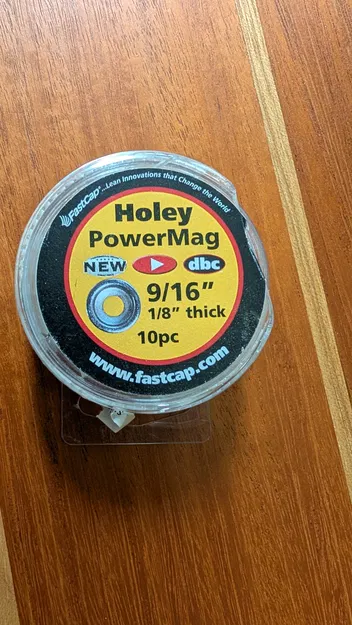 FastCap® ...Lean Innovations that Change the World
Holey
PowerMag
NEW dbc
9/16”
1/8” thick
10pc
www.fastcap.com